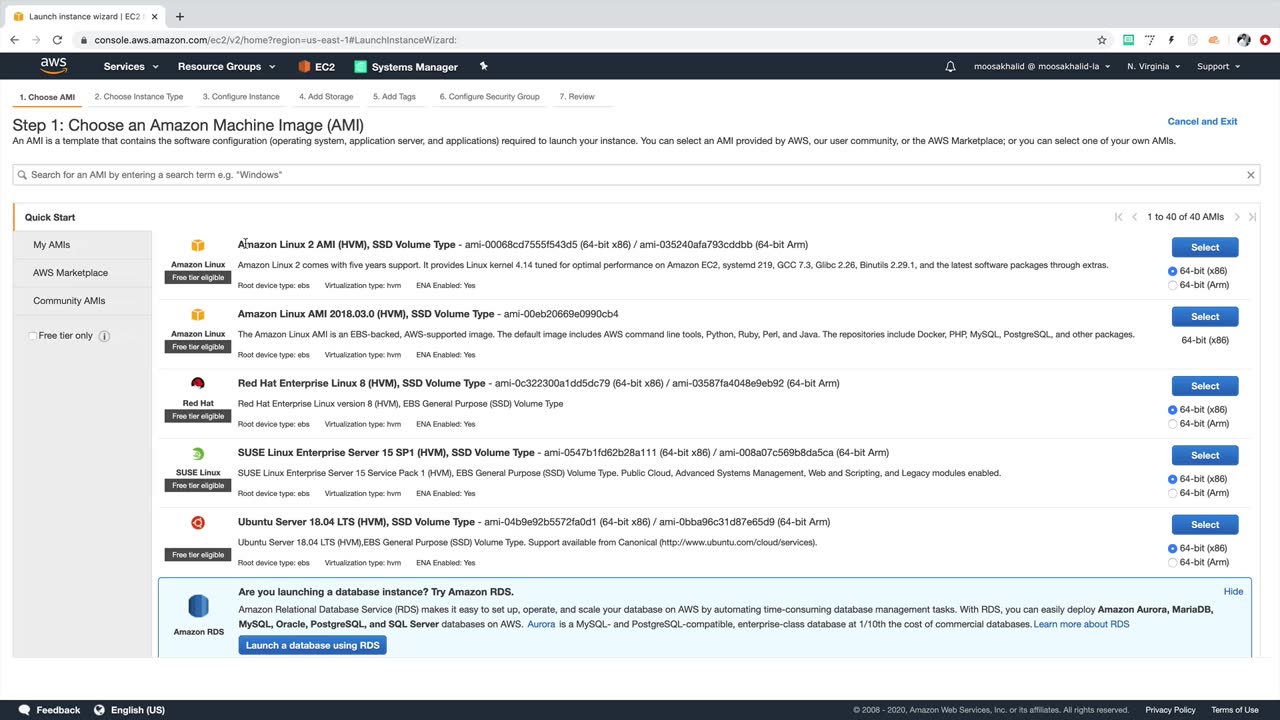 Launch instance wizard | EC2
console.aws.amazon.com/ec2/v2/home?region=us-east-1#LaunchInstanceWizard:
aws Services Resource Groups EC2 Systems Manager moosakhalid @ moosakhalid-la N. Virginia Support
1. Choose AMI 2. Choose Instance Type 3. Configure Instance 4. Add Storage 5. Add Tags 6. Configure Security Group 7. Review
Step 1: Choose an Amazon Machine Image (AMI)
Cancel and Exit
An AMI is a template that contains the software configuration (operating system, application server, and applications) required to launch your instance. You can select an AMI provided by AWS, our user community, or the AWS Marketplace; or you can select one of your own AMIs.
Search for an AMI by entering a search term e.g. "Windows"
Quick Start
1 to 40 of 40 AMIs
My AMIs
AWS Marketplace
Community AMIs
Free tier only
Amazon Linux
Free tier eligible
Amazon Linux 2 AMI (HVM), SSD Volume Type - ami-00068cd7555f543d5 (64-bit x86) / ami-035240afa793cddbb (64-bit Arm)
Amazon Linux 2 comes with five years support. It provides Linux kernel 4.14 tuned for optimal performance on Amazon EC2, systemd 219, GCC 7.3, Glibc 2.26, Binutils 2.29.1, and the latest software packages through extras.
Root device type: ebs Virtualization type: hvm ENA Enabled: Yes
Select
64-bit (x86)
64-bit (Arm)
Amazon Linux
Free tier eligible
Amazon Linux AMI 2018.03.0 (HVM), SSD Volume Type - ami-00eb20669e0990cb4
The Amazon Linux AMI is an EBS-backed, AWS-supported image. The default image includes AWS command line tools, Python, Ruby, Perl, and Java. The repositories include Docker, PHP, MySQL, PostgreSQL, and other packages.
Root device type: ebs Virtualization type: hvm ENA Enabled: Yes
Select
64-bit (x86)
Red Hat
Free tier eligible
Red Hat Enterprise Linux 8 (HVM), SSD Volume Type - ami-0c322300a1dd5dc79 (64-bit x86) / ami-03587fa4048e9eb92 (64-bit Arm)
Red Hat Enterprise Linux version 8 (HVM), EBS General Purpose (SSD) Volume Type
Root device type: ebs Virtualization type: hvm ENA Enabled: Yes
Select
64-bit (x86)
64-bit (Arm)
SUSE Linux
Free tier eligible
SUSE Linux Enterprise Server 15 SP1 (HVM), SSD Volume Type - ami-0547b1fd62b28a111 (64-bit x86) / ami-008a07c569b8da5ca (64-bit Arm)
SUSE Linux Enterprise Server 15 Service Pack 1 (HVM), EBS General Purpose (SSD) Volume Type. Public Cloud, Advanced Systems Management, Web and Scripting, and Legacy modules enabled.
Root device type: ebs Virtualization type: hvm ENA Enabled: Yes
Select
64-bit (x86)
64-bit (Arm)
Free tier eligible
Ubuntu Server 18.04 LTS (HVM), SSD Volume Type - ami-04b9e92b5572fa0d1 (64-bit x86) / ami-0bba96c31d87e65d9 (64-bit Arm)
Ubuntu Server 18.04 LTS (HVM),EBS General Purpose (SSD) Volume Type. Support available from Canonical (http://www.ubuntu.com/cloud/services).
Root device type: ebs Virtualization type: hvm ENA Enabled: Yes
Select
64-bit (x86)
64-bit (Arm)
Amazon RDS
Are you launching a database instance? Try Amazon RDS.
Hide
Amazon Relational Database Service (RDS) makes it easy to set up, operate, and scale your database on AWS by automating time-consuming database management tasks. With RDS, you can easily deploy Amazon Aurora, MariaDB,
MySQL, Oracle, PostgreSQL, and SQL Server databases on AWS. Aurora is a MySQL- and PostgreSQL-compatible, enterprise-class database at 1/10th the cost of commercial databases. Learn more about RDS
Launch a database using RDS
Feedback English (US) © 2008 - 2020, Amazon Web Services, Inc. or its affiliates. All rights reserved. Privacy Policy Terms of Use